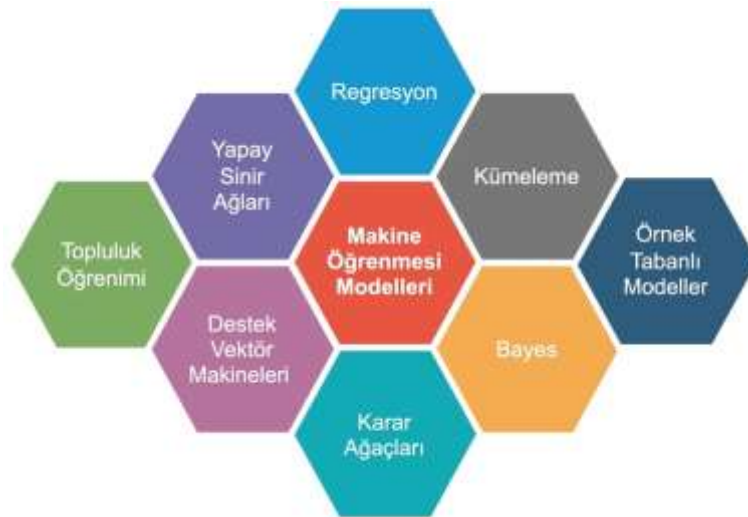 Regresyon
Yapay
Sinir
Ağları
Kümeleme
Topluluk
Öğrenimi
Makine
Öğrenmesi
Modelleri
Örnek
Tabanlı
Modeller
Destek
Vektör
Makineleri
Bayes
Karar
Ağaçları